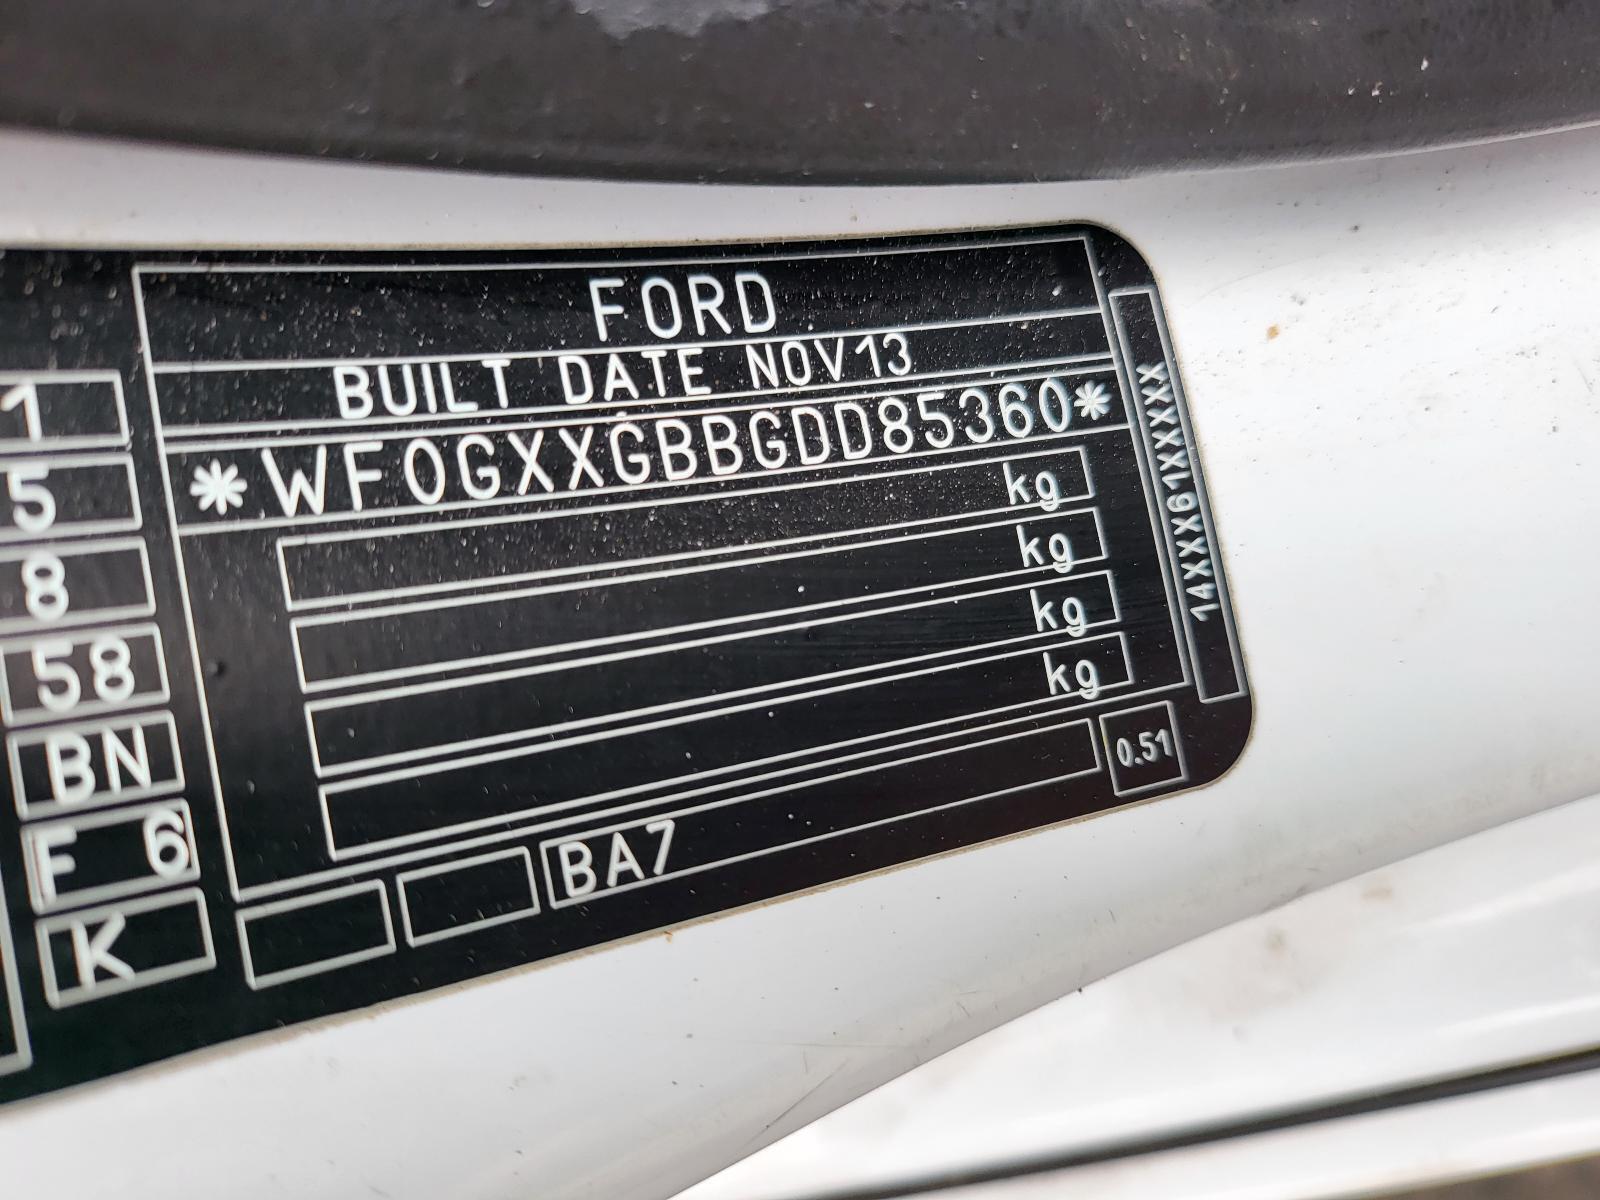 FORD
BUILT DATE NOV13
*WF0GXXGBBGDD85360*
kg
kg
kg
kg
14XXX61XXXX
0.51
BA7
1
5
8
58
BN
F 6
K